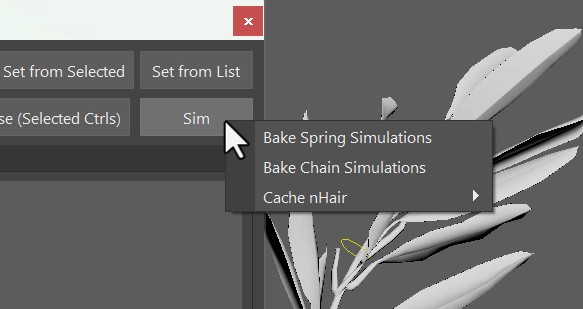 Set from Selected
Set from List
se (Selected Ctrls)
Sim
Bake Spring Simulations
Bake Chain Simulations
Cache nHair